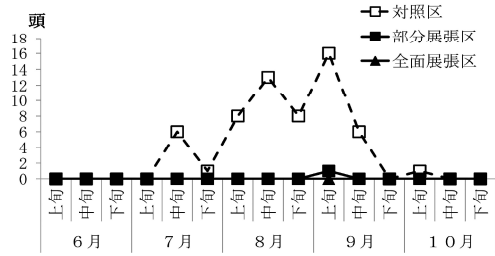 頭
対照区
部分展張区
全面展張区
18
16
14
12
10
8
6
4
2
0
上旬 中旬 下旬 上旬 中旬 下旬 上旬 中旬 下旬 上旬 中旬 下旬 上旬 中旬 下旬
6月 7月 8月 9月 10月